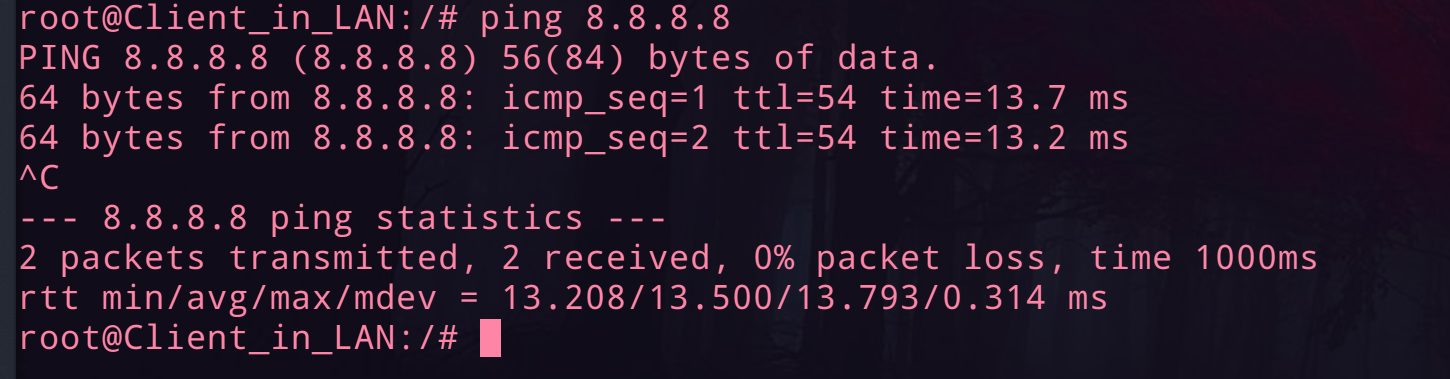 root@Client_in_LAN:/# ping 8.8.8.8
PING 8.8.8.8 (8.8.8.8) 56(84) bytes of data.
64 bytes from 8.8.8.8: icmp_seq=1 ttl=54 time=13.7 ms
64 bytes from 8.8.8.8: icmp_seq=2 ttl=54 time=13.2 ms
^C
--- 8.8.8.8 ping statistics ---
2 packets transmitted, 2 received, 0% packet loss, time 1000ms
rtt min/avg/max/mdev = 13.208/13.500/13.793/0.314 ms
root@Client_in_LAN:/#